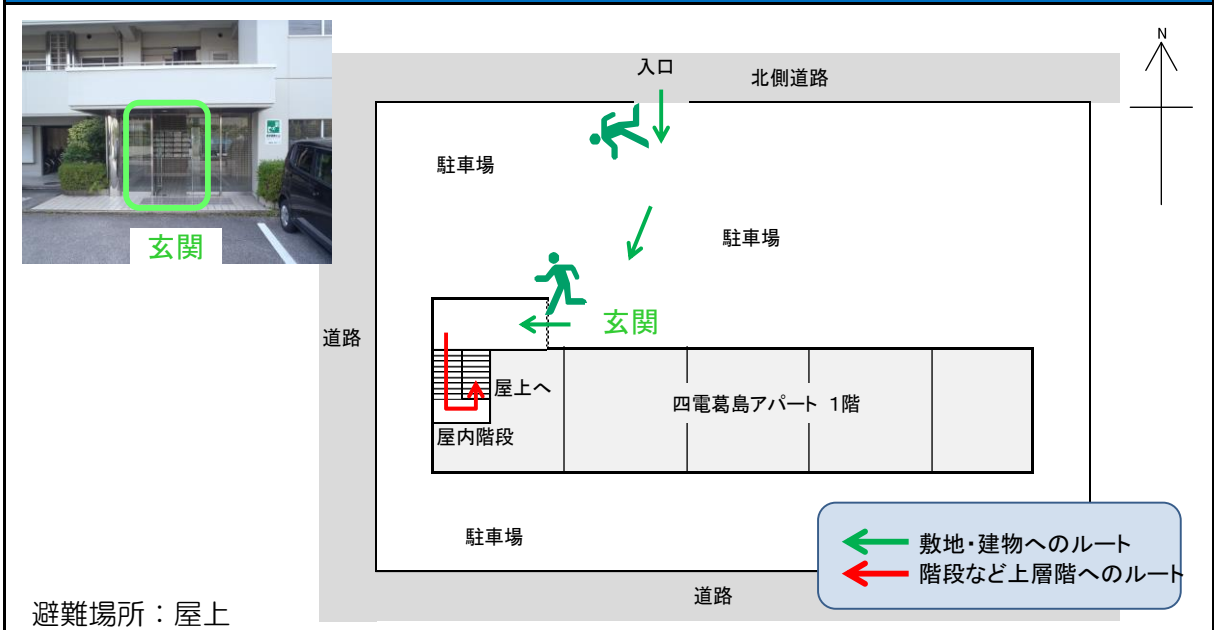 入口
北側道路
N
駐車場
玄関
駐車場
玄関
道路
屋上へ
四電葛島アパート 1階
屋内階段
駐車場
敷地・建物へのルート
階段など上層階へのルート
道路
避難場所：屋上